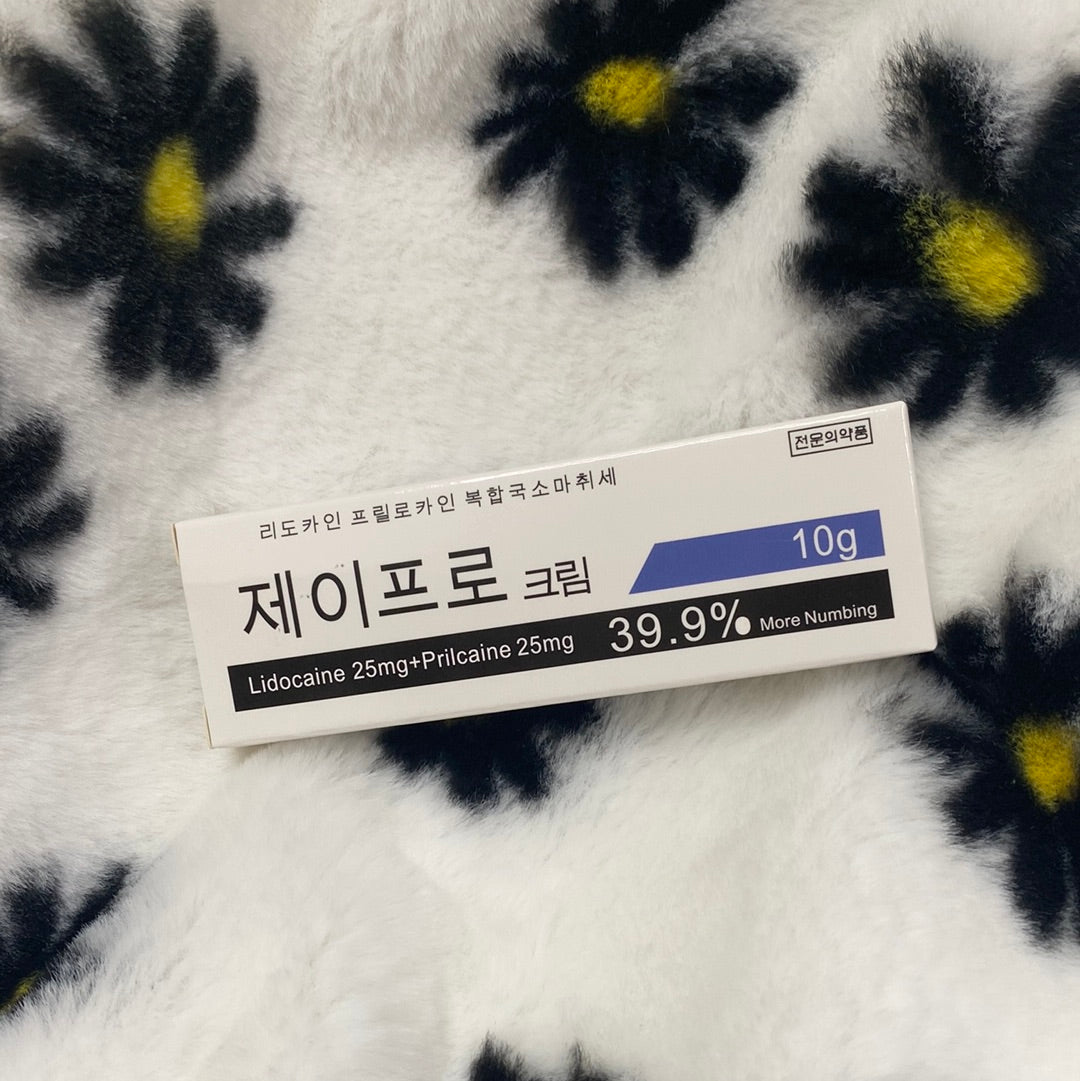 전문의약품
리도카인 프릴로카인 복합국소마취세
제이프로 크림
10g
Lidocaine 25mg+Prilcaine 25mg 39.9% More Numbing